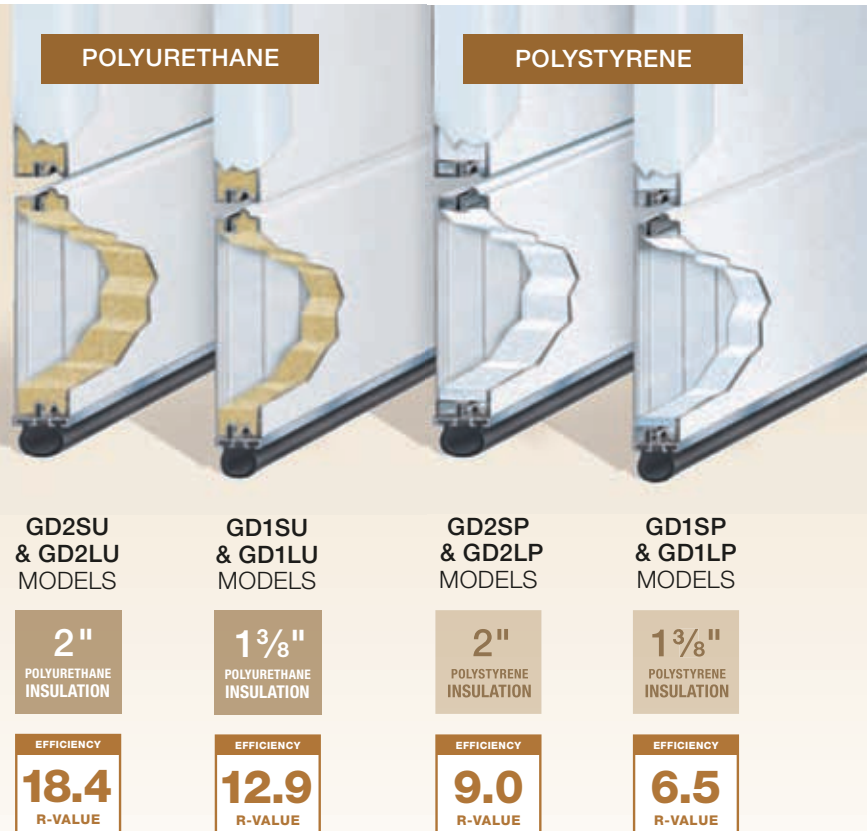 POLYURETHANE
POLYSTYRENE
GD2SU
& GD2LU
MODELS
GD1SU
& GD1LU
MODELS
GD2SP
& GD2LP
MODELS
GD1SP
& GD1LP
MODELS
2"
POLYURETHANE
INSULATION
1⅜"
POLYURETHANE
INSULATION
2"
POLYSTYRENE
INSULATION
1⅜"
POLYSTYRENE
INSULATION
EFFICIENCY
18.4
R-VALUE
EFFICIENCY
12.9
R-VALUE
EFFICIENCY
9.0
R-VALUE
EFFICIENCY
6.5
R-VALUE